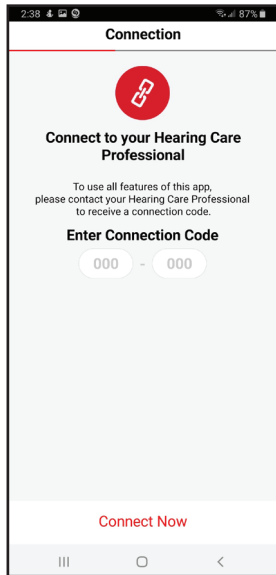 2:38 87%
Connection
Connect to your Hearing Care
Professional
To use all features of this app,
please contact your Hearing Care Professional
to receive a connection code.
Enter Connection Code
000 - 000
Connect Now